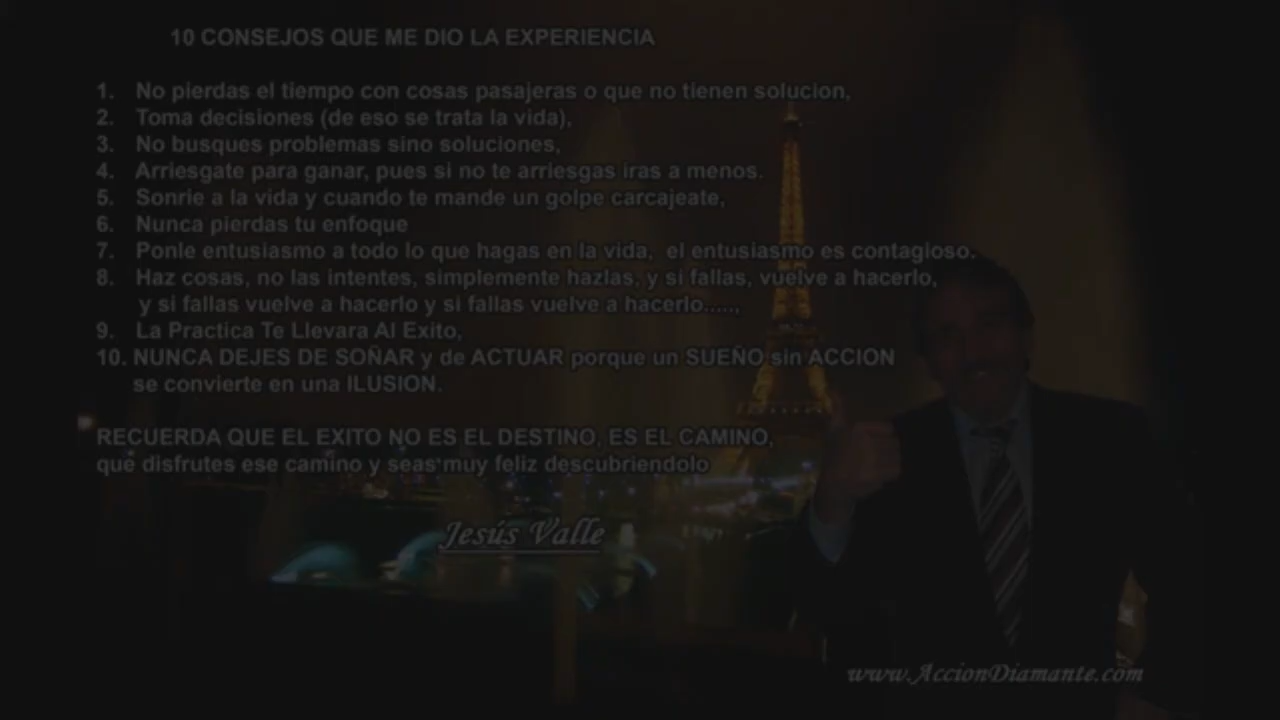 10 CONSEJOS QUE ME DIO LA EXPERIENCIA
1. No pierdas el tiempo con cosas pasajeras o que no tienen solucion,
2. Toma decisiones (de eso se trata la vida),
3. No busques problemas sino soluciones,
4. Arriesgate para ganar, pues si no te arriesgas iras a menos.
5. Sonrie a la vida y cuando te mande un golpe carcajeate,
6. Nunca pierdas tu enfoque
7. Ponle entusiasmo a todo lo que hagas en la vida, el entusiasmo es contagioso.
8. Haz cosas, no las intentes, simplemente hazlas, y si fallas, vuelve a hacerlo,
y si fallas vuelve a hacerlo y si fallas vuelve a hacerlo.....,
9. La Practica Te Llevara Al Exito,
10. NUNCA DEJES DE SOÑAR y de ACTUAR porque un SUEÑO sin ACCION
se convierte en una ILUSION.
RECUERDA QUE EL EXITO NO ES EL DESTINO, ES EL CAMINO,
que disfrutes ese camino y seas muy feliz descubriendolo
Jesús Valle
www.AccionDiamante.com